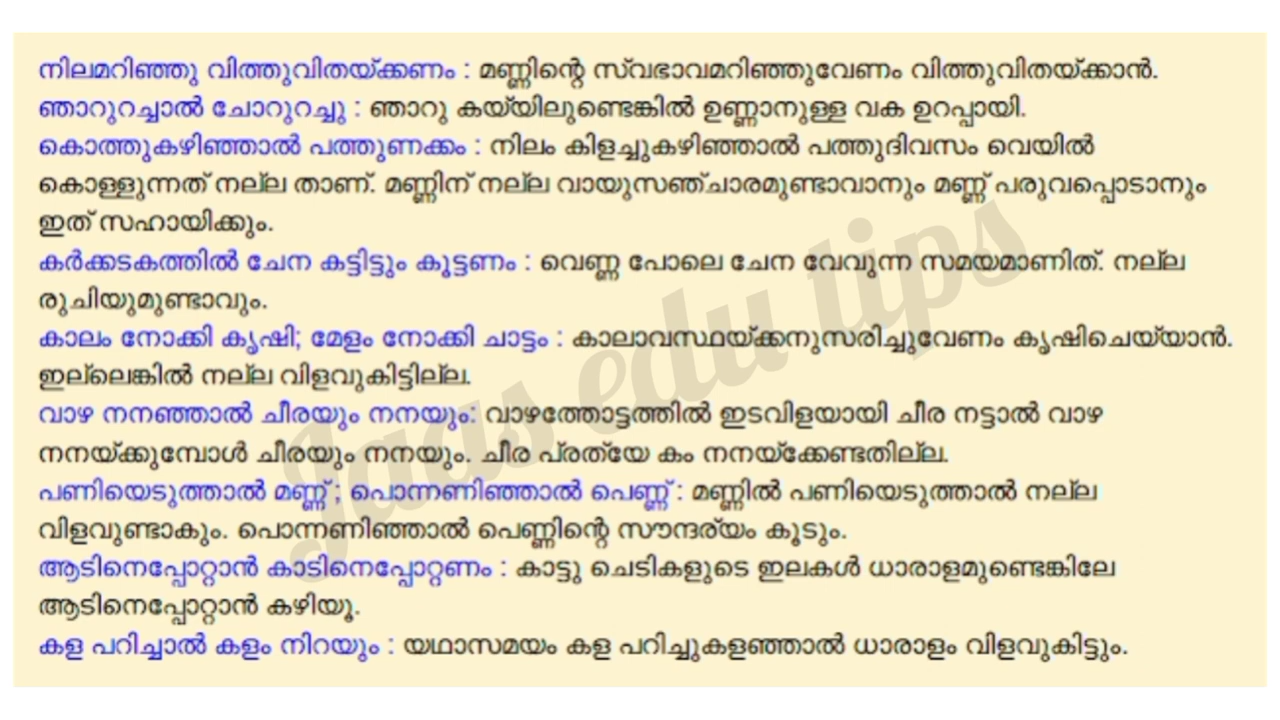 നിലമറിഞ്ഞു വിത്തുവിതയ്ക്കണം : മണ്ണിന്റെ സ്വഭാവമറിഞ്ഞുവേണം വിത്തുവിതയ്ക്കാൻ.
ഞാറുറച്ചാൽ ചോറുറച്ചു : ഞാറു കയ്യിലുണ്ടെങ്കിൽ ഉണ്ണാനുള്ള വക ഉറപ്പായി.
കൊത്തുകഴിഞ്ഞാൽ പത്തുണക്കം : നിലം കിളച്ചുകഴിഞ്ഞാൽ പത്തുദിവസം വെയിൽ
കൊള്ളുന്നത് നല്ല താണ്. മണ്ണിന് നല്ല വായുസഞ്ചാരമുണ്ടാവാനും മണ്ണ് പരുവപ്പൊടാനും
ഇത് സഹായിക്കും.
കർക്കടകത്തിൽ ചേന കട്ടിട്ടും കൂട്ടണം : വെണ്ണ പോലെ ചേന വേവുന്ന സമയമാണിത്. നല്ല
രുചിയുമുണ്ടാവും.
കാലം നോക്കി കൃഷി; മേളം നോക്കി ചാട്ടം : കാലാവസ്ഥയ്ക്കനുസരിച്ചുവേണം കൃഷിചെയ്യാൻ.
ഇല്ലെങ്കിൽ നല്ല വിളവുകിട്ടില്ല.
വാഴ നനഞ്ഞാൽ ചീരയും നനയും: വാഴത്തോട്ടത്തിൽ ഇടവിളയായി ചീര നട്ടാൽ വാഴ
നനയ്ക്കുമ്പോൾ ചീരയും നനയും. ചീര പ്രത്യേ കം നനയ്ക്കേണ്ടതില്ല.
പണിയെടുത്താൽ മണ്ണ് ; പൊന്നണിഞ്ഞാൽ പെണ്ണ് : മണ്ണിൽ പണിയെടുത്താൽ നല്ല
വിളവുണ്ടാകും. പൊന്നണിഞ്ഞാൽ പെണ്ണിന്റെ സൗന്ദര്യം കൂടും.
ആടിനെപ്പോറ്റാൻ കാടിനെപ്പോറ്റണം : കാട്ടു ചെടികളുടെ ഇലകൾ ധാരാളമുണ്ടെങ്കിലേ
ആടിനെപ്പോറ്റാൻ കഴിയൂ.
കള പറിച്ചാൽ കളം നിറയും : യഥാസമയം കള പറിച്ചുകളഞ്ഞാൽ ധാരാളം വിളവുകിട്ടും.
Jaas edu tips